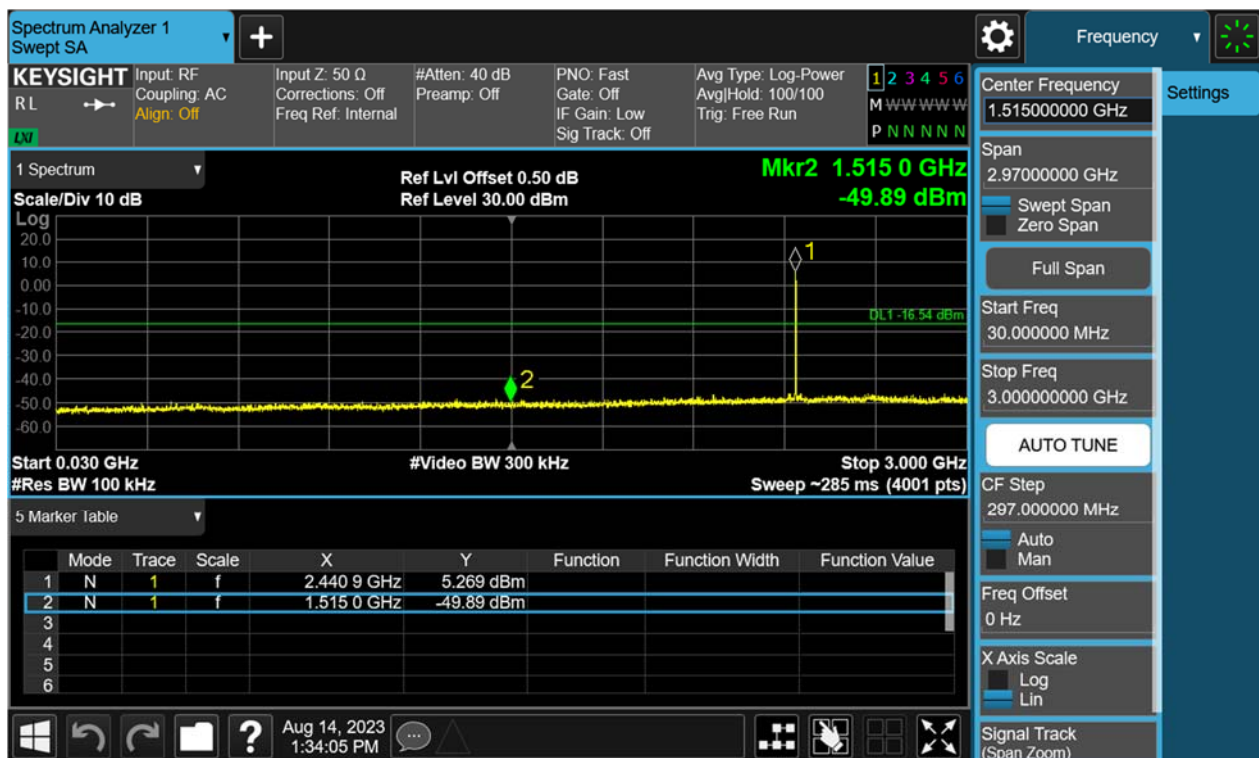 Spectrum Analyzer 1
Swept SA
+
Frequency
KEYSIGHT
R L
LXI
Input: RF
Coupling: AC
Align: Off
Input Z: 50 Ω
Corrections: Off
Freq Ref: Internal
#Atten: 40 dB
Preamp: Off
PNO: Fast
Gate: Off
IF Gain: Low
Sig Track: Off
Avg Type: Log-Power
Avg|Hold: 100/100
Trig: Free Run
1 2 3 4 5 6
M W W W W W
P N N N N N
1 Spectrum
Scale/Div 10 dB
Ref Lvl Offset 0.50 dB
Ref Level 30.00 dBm
Mkr2 1.515 0 GHz
-49.89 dBm
Log
20.0
10.0
0.00
-10.0
-20.0
-30.0
-40.0
-50.0
-60.0
1
2
DL1 -16.54 dBm
Start 0.030 GHz
#Video BW 300 kHz
Stop 3.000 GHz
#Res BW 100 kHz
Sweep ~285 ms (4001 pts)
5 Marker Table
Mode Trace Scale X Y Function Function Width Function Value
1 N 1 f 2.440 9 GHz 5.269 dBm
2 N 1 f 1.515 0 GHz -49.89 dBm
3
4
5
6
?
Aug 14, 2023
1:34:05 PM
Center Frequency
1.515000000 GHz
Settings
Span
2.97000000 GHz
Swept Span
Zero Span
Full Span
Start Freq
30.000000 MHz
Stop Freq
3.000000000 GHz
AUTO TUNE
CF Step
297.000000 MHz
Auto
Man
Freq Offset
0 Hz
X Axis Scale
Log
Lin
Signal Track
(Span Zoom)